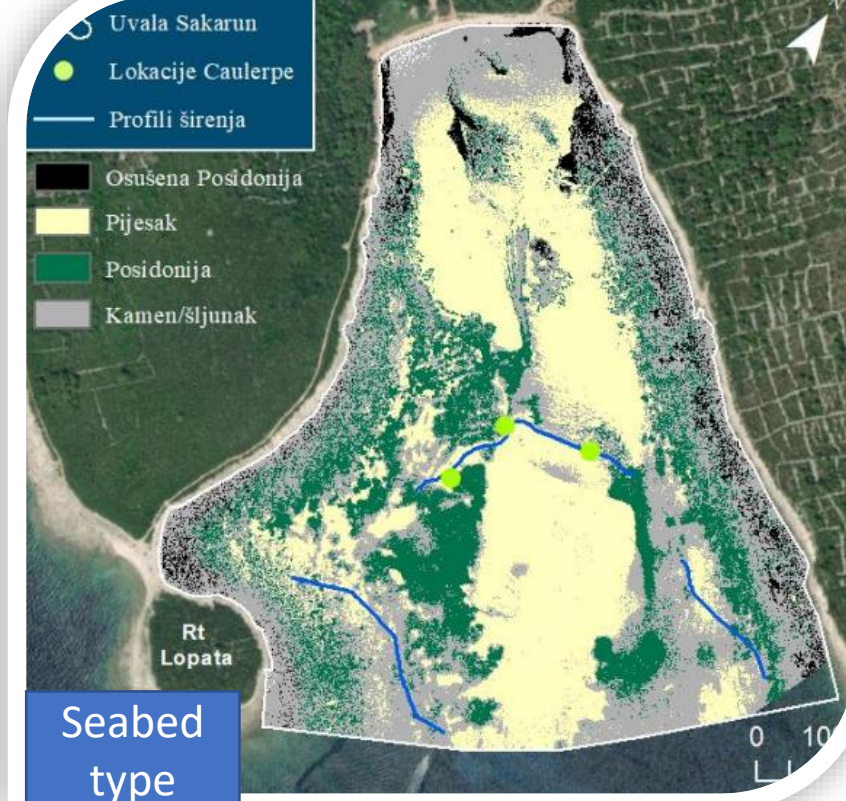 Uvala Sakarun
Lokacije Caulerpe
Profili širenja
Osušena Posidonija
Pijesak
Posidonija
Kamen/šljunak
Rt
Lopata
Seabed
type
0